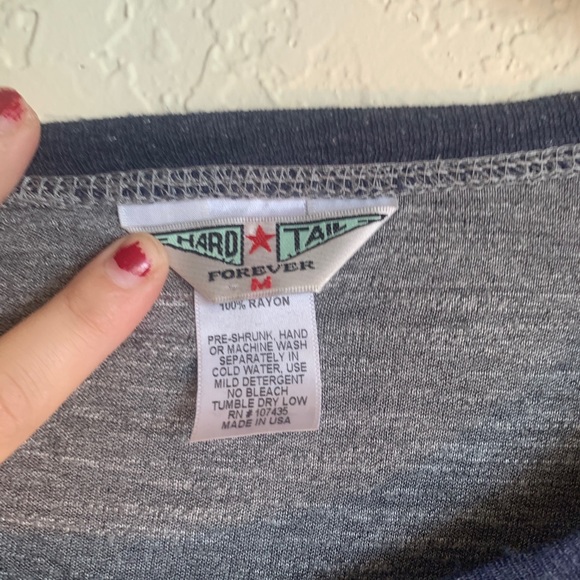 HARD ★ TAIL
FOREVER
M
100% RAYON
PRE-SHRUNK, HAND
OR MACHINE WASH
SEPARATELY IN
COLD WATER, USE
MILD DETERGENT
NO BLEACH
TUMBLE DRY LOW
RN # 107435
MADE IN USA